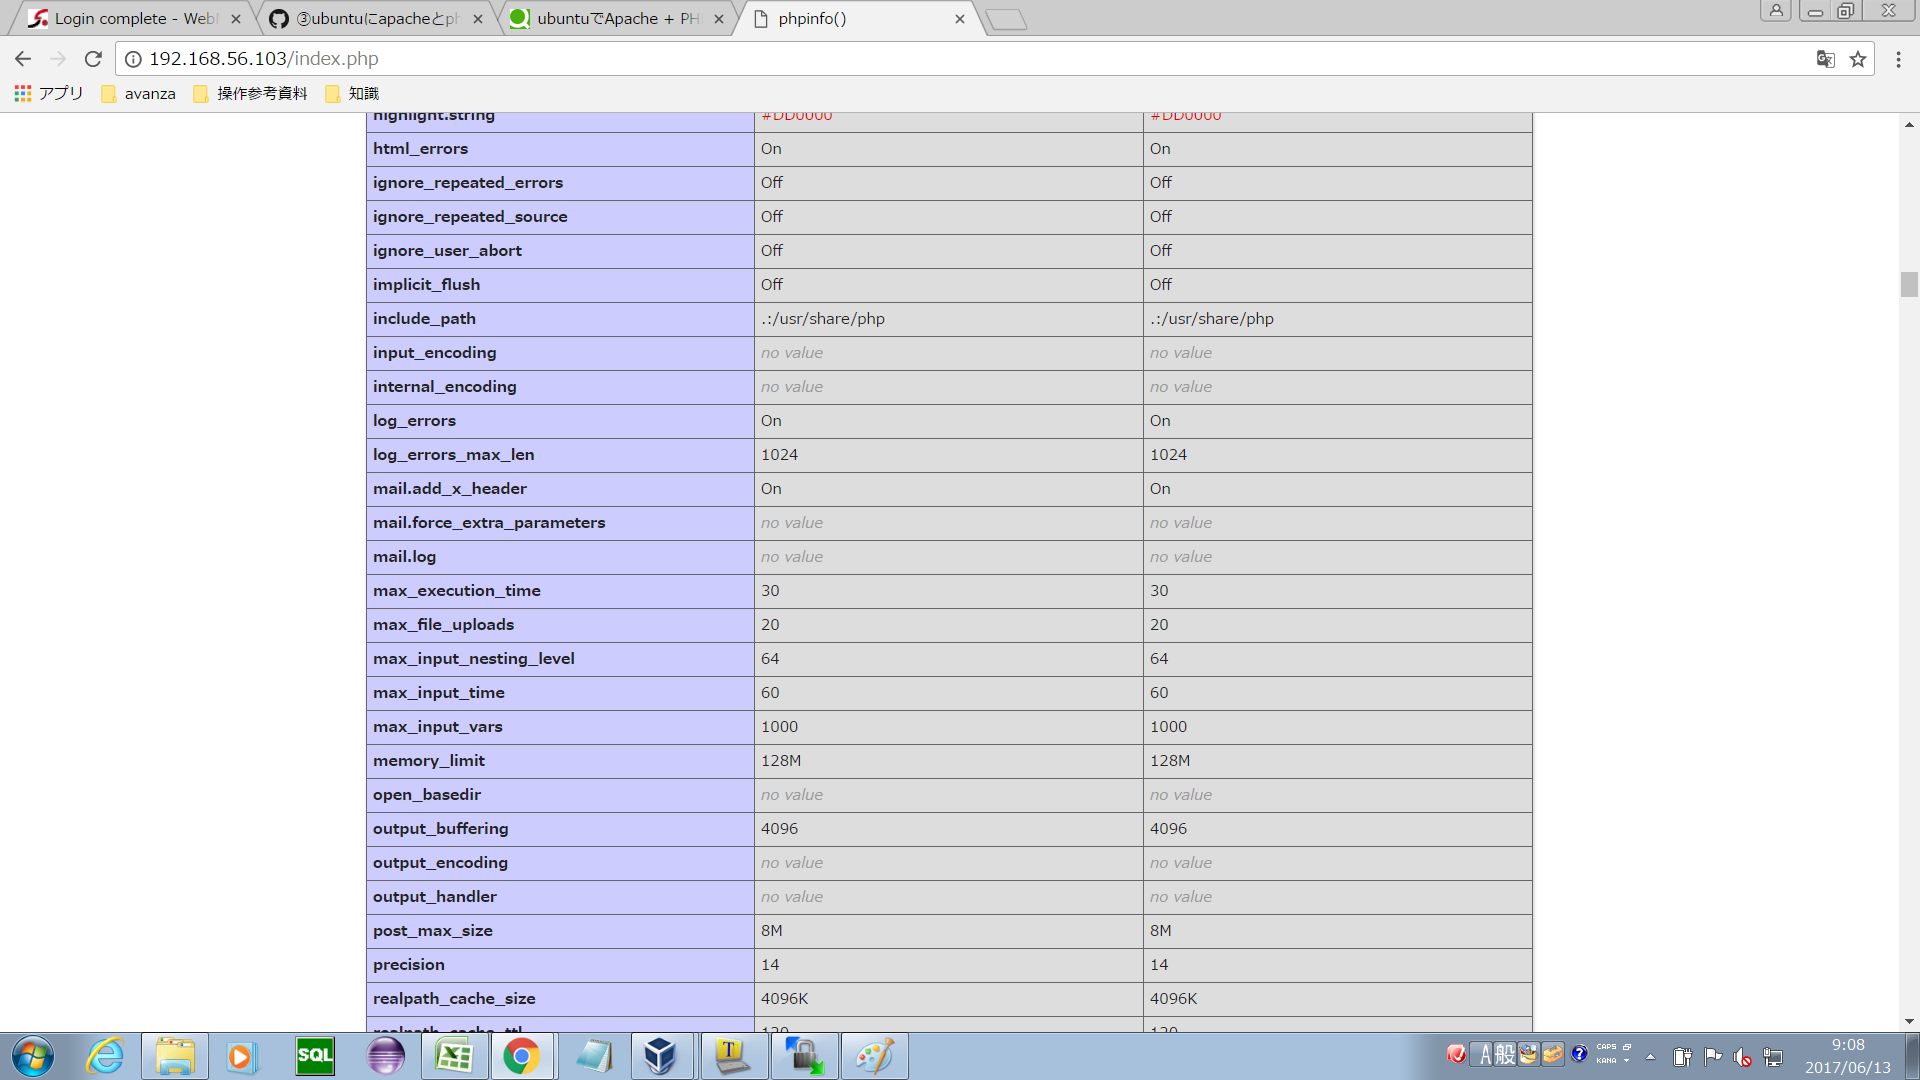 Login complete - Web
③ubuntuにapacheとph
ubuntuでApache + PH
phpinfo()
192.168.56.103/index.php
アプリ avanza 操作参考資料 知識
highlight.string #DD0000 #DD0000
html_errors On On
ignore_repeated_errors Off Off
ignore_repeated_source Off Off
ignore_user_abort Off Off
implicit_flush Off Off
include_path .:/usr/share/php .:/usr/share/php
input_encoding no value no value
internal_encoding no value no value
log_errors On On
log_errors_max_len 1024 1024
mail.add_x_header On On
mail.force_extra_parameters no value no value
mail.log no value no value
max_execution_time 30 30
max_file_uploads 20 20
max_input_nesting_level 64 64
max_input_time 60 60
max_input_vars 1000 1000
memory_limit 128M 128M
open_basedir no value no value
output_buffering 4096 4096
output_encoding no value no value
output_handler no value no value
post_max_size 8M 8M
precision 14 14
realpath_cache_size 4096K 4096K
realpath_cache_ttl 120 120
SQL
T
A 般
CAPS
KANA
9:08
2017/06/13